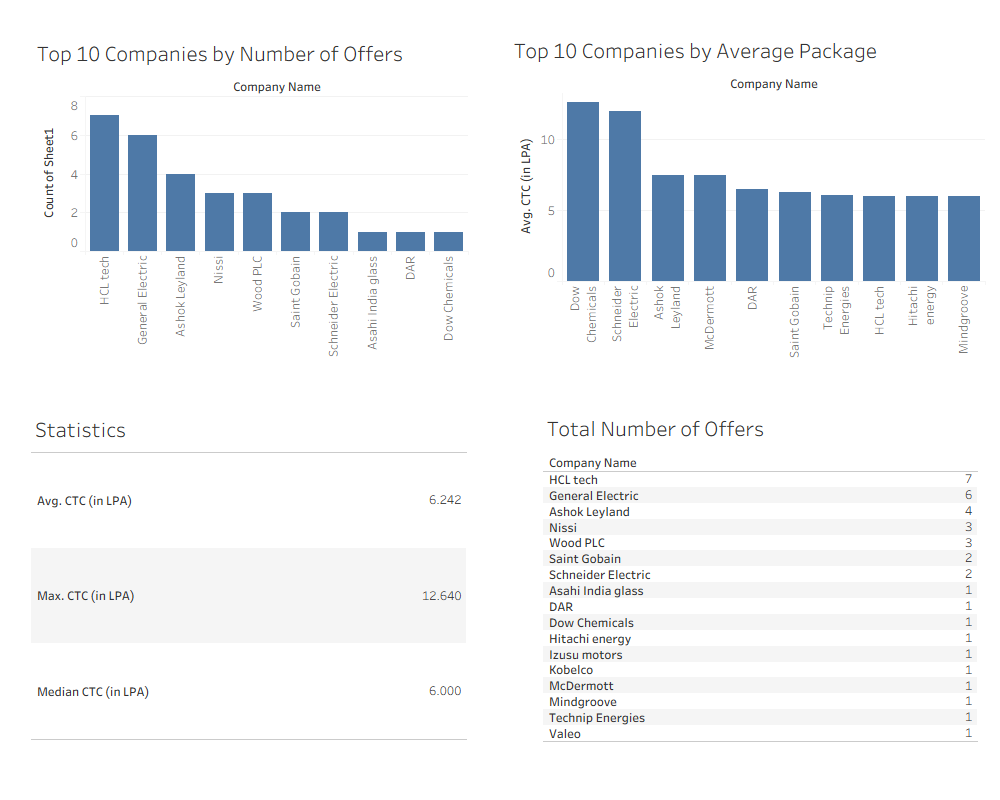 Top 10 Companies by Number of Offers
Company Name
Count of Sheet1
8
6
4
2
0
HCL tech
General Electric
Ashok Leyland
Nissi
Wood PLC
Saint Gobain
Schneider Electric
Asahi India glass
DAR
Dow Chemicals
Top 10 Companies by Average Package
Company Name
Avg. CTC (in LPA)
10
5
0
Dow
Chemicals
Schneider
Electric
Ashok
Leyland
McDermott
DAR
Saint Gobain
Technip
Energies
HCL tech
Hitachi
energy
Mindgroove
Statistics
Avg. CTC (in LPA) 6.242
Max. CTC (in LPA) 12.640
Median CTC (in LPA) 6.000
Total Number of Offers
Company Name
HCL tech 7
General Electric 6
Ashok Leyland 4
Nissi 3
Wood PLC 3
Saint Gobain 2
Schneider Electric 2
Asahi India glass 1
DAR 1
Dow Chemicals 1
Hitachi energy 1
Izusu motors 1
Kobelco 1
McDermott 1
Mindgroove 1
Technip Energies 1
Valeo 1